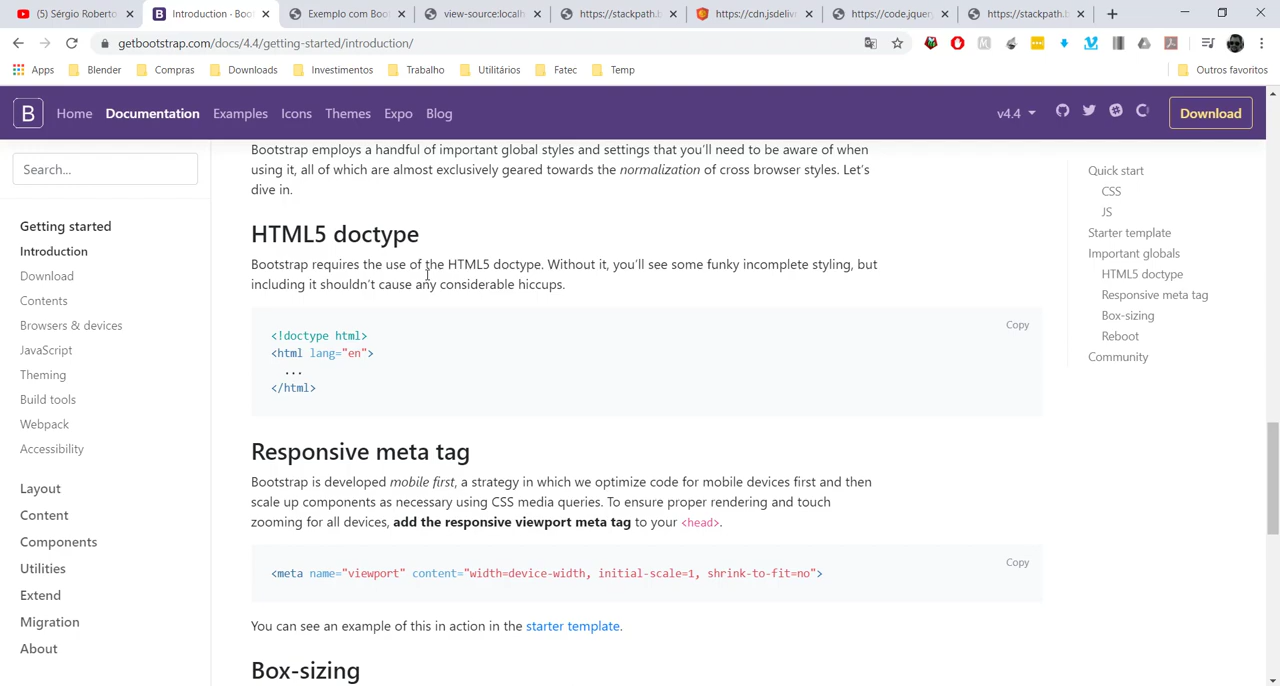 (5) Sérgio Roberto
Introduction - Boo
Exemplo com Boo
view-source:localh
https://stackpath.b
https://cdn.jsdelive
https://code.jquery
https://stackpath.b
getbootstrap.com/docs/4.4/getting-started/introduction/
Apps
Blender
Compras
Downloads
Investimentos
Trabalho
Utilitários
Fatec
Temp
Outros favoritos
B
Home
Documentation
Examples
Icons
Themes
Expo
Blog
v4.4
Download
Search...
Getting started
Introduction
Download
Contents
Browsers & devices
JavaScript
Theming
Build tools
Webpack
Accessibility
Layout
Content
Components
Utilities
Extend
Migration
About
Bootstrap employs a handful of important global styles and settings that you'll need to be aware of when
using it, all of which are almost exclusively geared towards the normalization of cross browser styles. Let's
dive in.
HTML5 doctype
Bootstrap requires the use of the HTML5 doctype. Without it, you'll see some funky incomplete styling, but
including it shouldn't cause any considerable hiccups.
Copy
<!doctype html>
<html lang="en">
...
</html>
Responsive meta tag
Bootstrap is developed mobile first, a strategy in which we optimize code for mobile devices first and then
scale up components as necessary using CSS media queries. To ensure proper rendering and touch
zooming for all devices, add the responsive viewport meta tag to your <head>.
Copy
<meta name="viewport" content="width=device-width, initial-scale=1, shrink-to-fit=no">
You can see an example of this in action in the starter template.
Box-sizing
Quick start
CSS
JS
Starter template
Important globals
HTML5 doctype
Responsive meta tag
Box-sizing
Reboot
Community